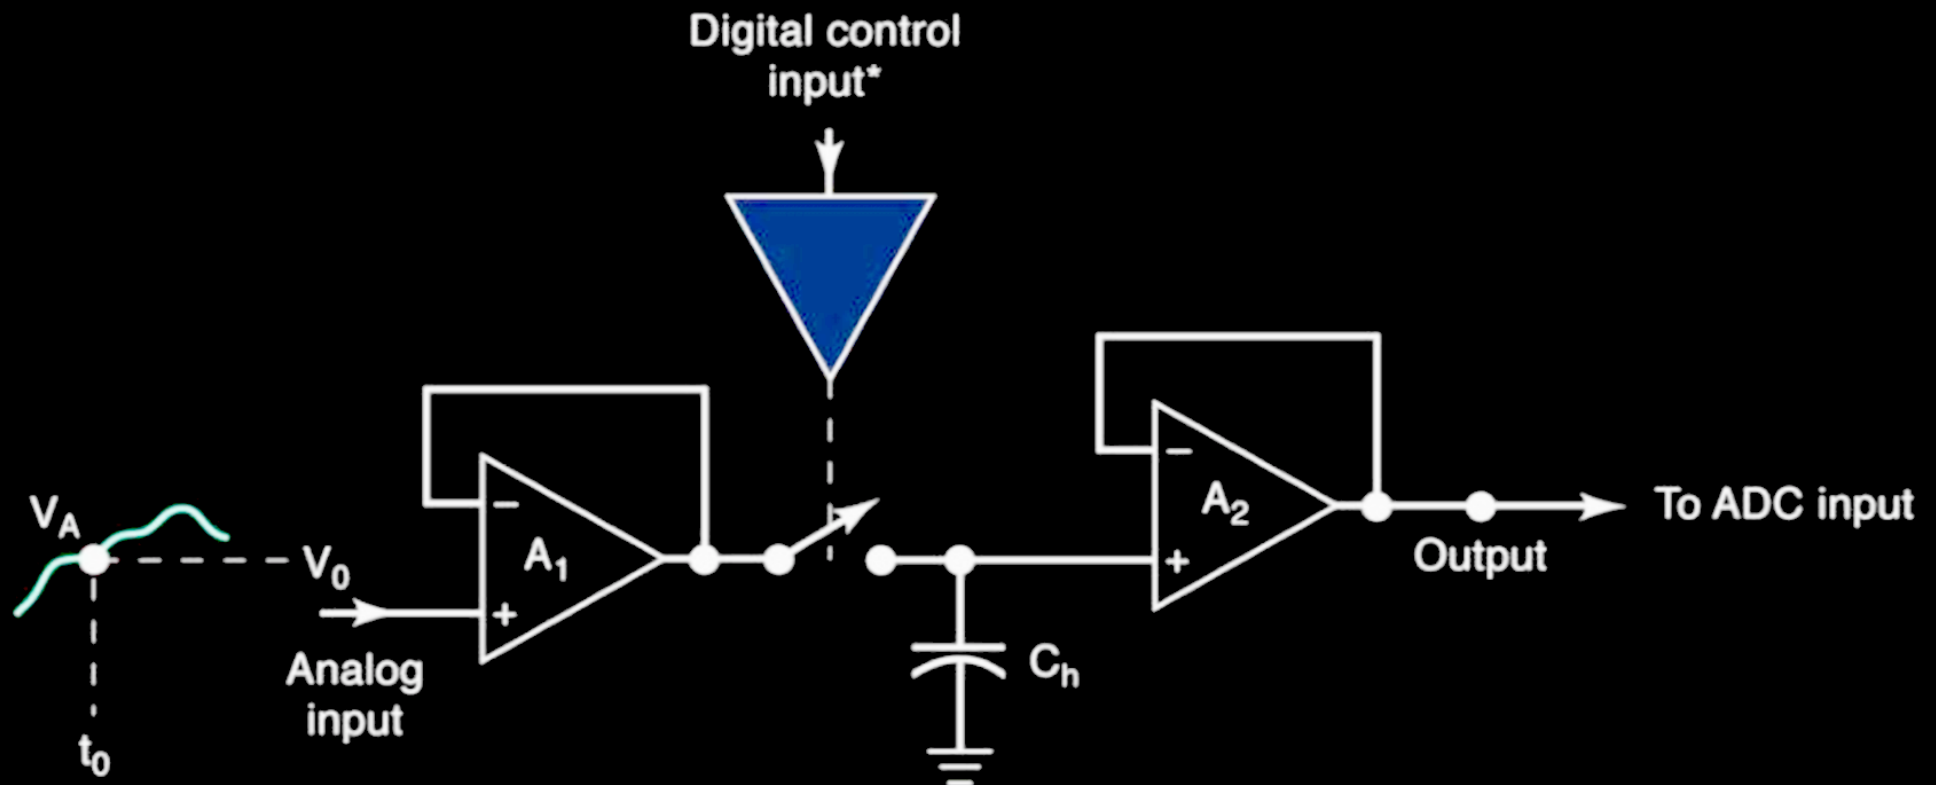 Digital control
input*
V_A
V_0
A_1
−
+
Analog
input
t_0
C_h
A_2
−
+
Output
To ADC input